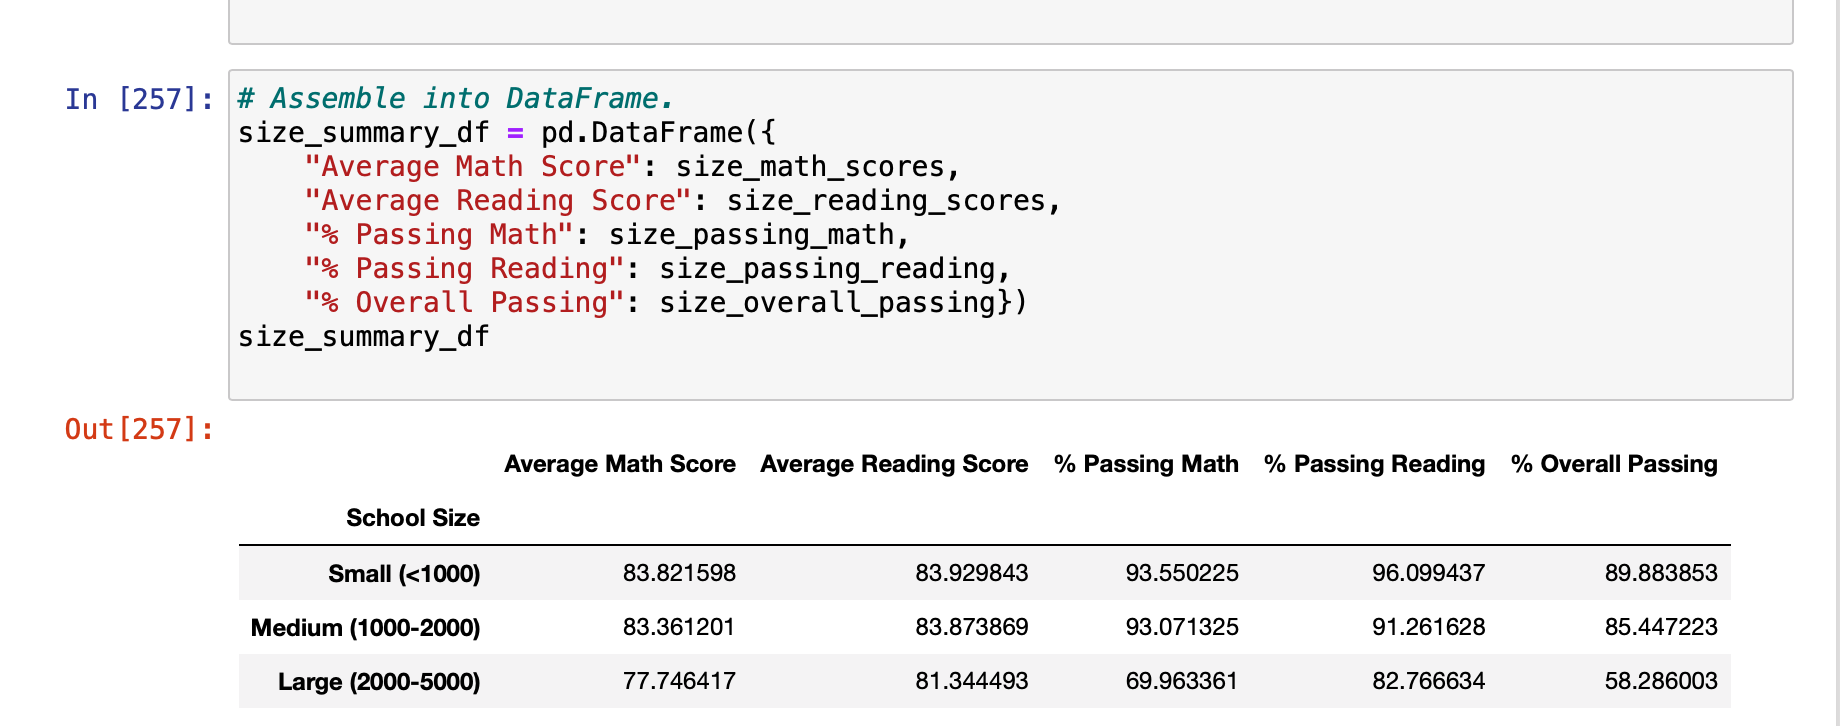 In [257]:
# Assemble into DataFrame.
size_summary_df = pd.DataFrame({
    "Average Math Score": size_math_scores,
    "Average Reading Score": size_reading_scores,
    "% Passing Math": size_passing_math,
    "% Passing Reading": size_passing_reading,
    "% Overall Passing": size_overall_passing})
size_summary_df
Out[257]:
Average Math Score Average Reading Score % Passing Math % Passing Reading % Overall Passing
School Size
Small (<1000) 83.821598 83.929843 93.550225 96.099437 89.883853
Medium (1000-2000) 83.361201 83.873869 93.071325 91.261628 85.447223
Large (2000-5000) 77.746417 81.344493 69.963361 82.766634 58.286003